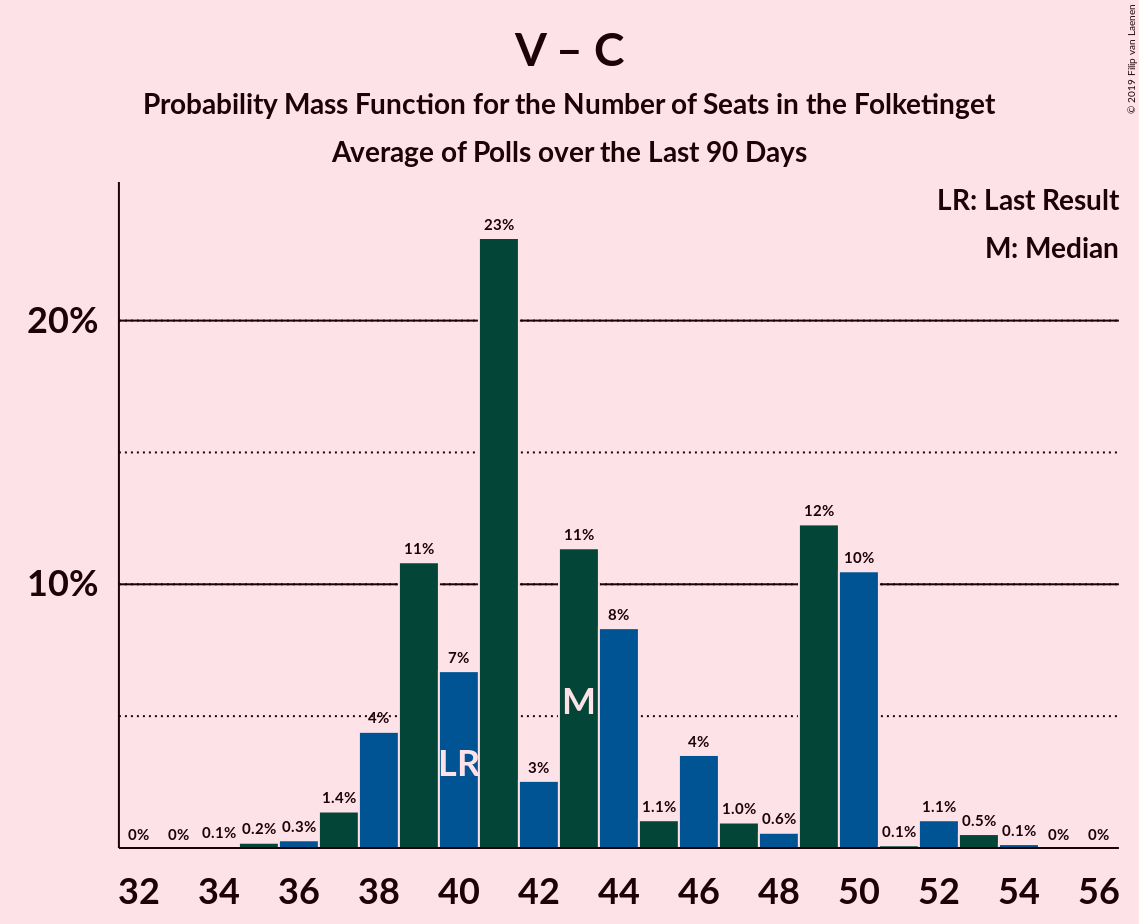 V – C
Probability Mass Function for the Number of Seats in the Folketinget
Average of Polls over the Last 90 Days
© 2019 Filip van Laenen
LR: Last Result
M: Median
20%
10%
0% 0% 0.1% 0.2% 0.3% 1.4% 4% 11% 7% 23% 3% 11% 8% 1.1% 4% 1.0% 0.6% 12% 10% 0.1% 1.1% 0.5% 0.1% 0% 0%
LR M
32 34 36 38 40 42 44 46 48 50 52 54 56